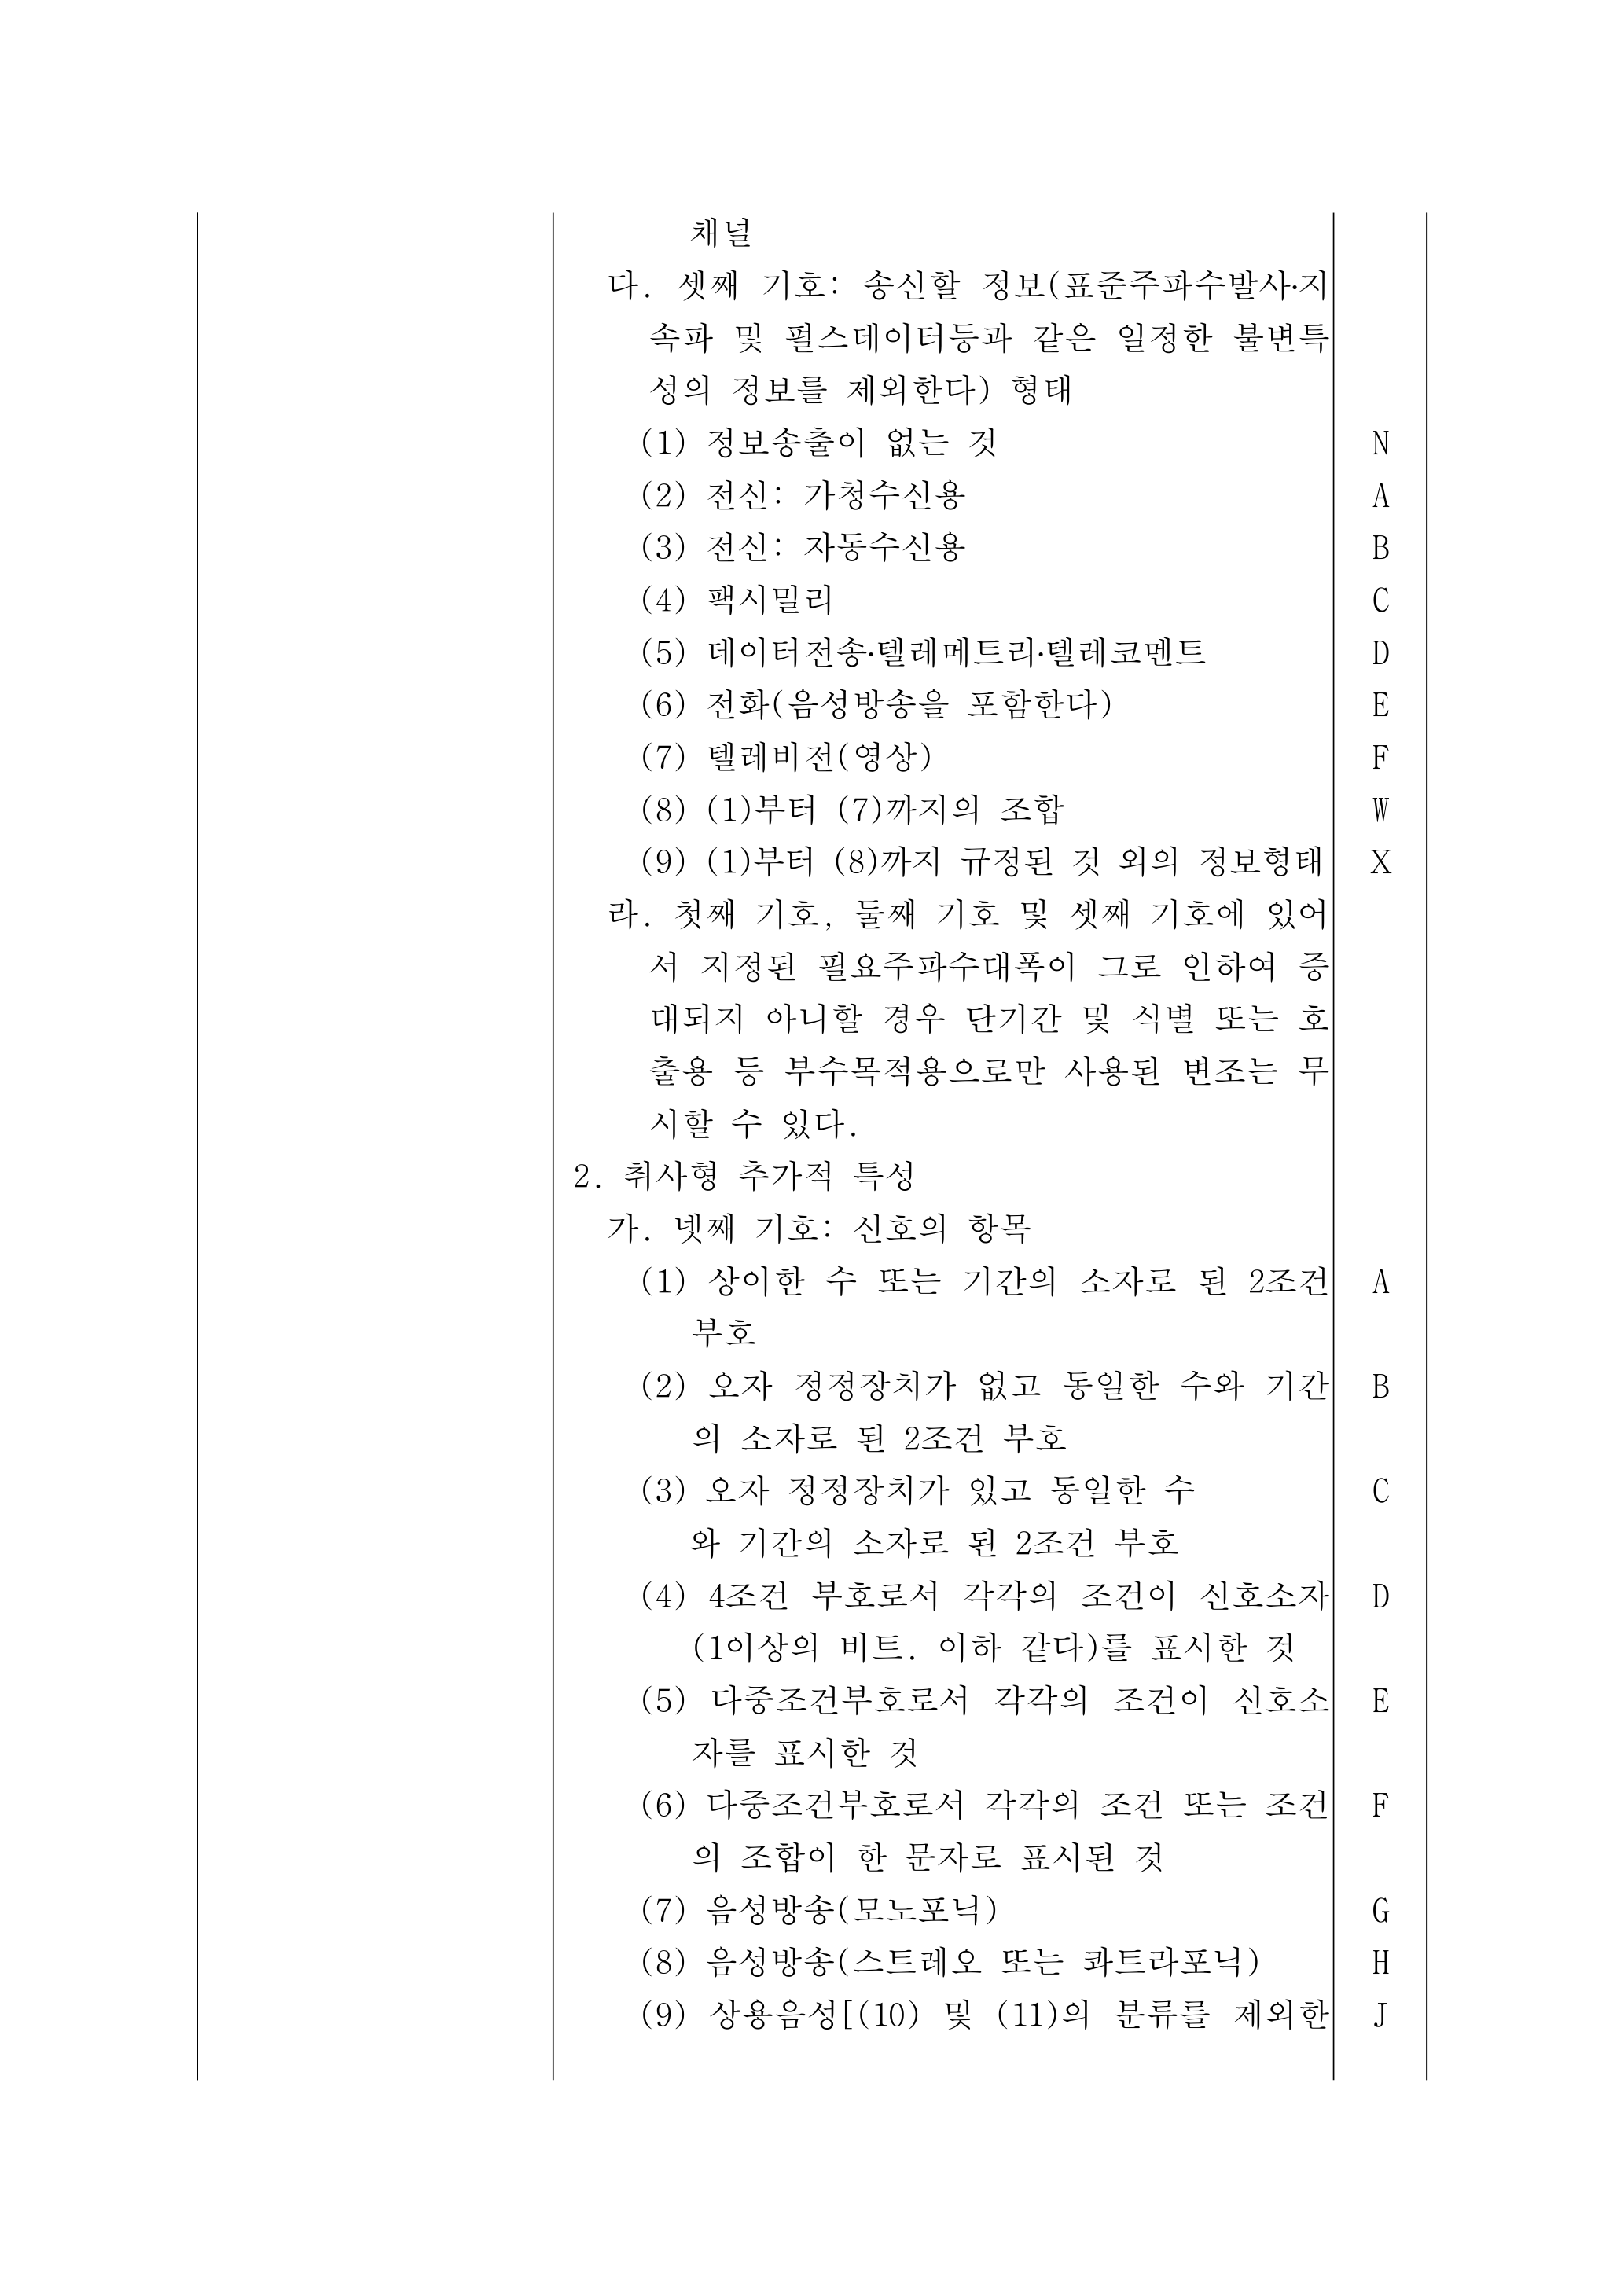 채널
다. 셋째 기호: 송신할 정보(표준주파수발사·지
속파 및 펄스데이터등과 같은 일정한 불변특
성의 정보를 제외한다) 형태
(1) 정보송출이 없는 것 N
(2) 전신: 가청수신용 A
(3) 전신: 자동수신용 B
(4) 팩시밀리 C
(5) 데이터전송·텔레메트리·텔레코멘트 D
(6) 전화(음성방송을 포함한다) E
(7) 텔레비전(영상) F
(8) (1)부터 (7)까지의 조합 W
(9) (1)부터 (8)까지 규정된 것 외의 정보형태 X
라. 첫째 기호, 둘째 기호 및 셋째 기호에 있어
서 지정된 필요주파수대폭이 그로 인하여 증
대되지 아니할 경우 단기간 및 식별 또는 호
출용 등 부수목적용으로만 사용된 변조는 무
시할 수 있다.
2. 취사형 추가적 특성
가. 넷째 기호: 신호의 항목
(1) 상이한 수 또는 기간의 소자로 된 2조건 A
부호
(2) 오자 정정장치가 없고 동일한 수와 기간 B
의 소자로 된 2조건 부호
(3) 오자 정정장치가 있고 동일한 수 C
와 기간의 소자로 된 2조건 부호
(4) 4조건 부호로서 각각의 조건이 신호소자 D
(1이상의 비트. 이하 같다)를 표시한 것
(5) 다중조건부호로서 각각의 조건이 신호소 E
자를 표시한 것
(6) 다중조건부호로서 각각의 조건 또는 조건 F
의 조합이 한 문자로 표시된 것
(7) 음성방송(모노포닉) G
(8) 음성방송(스트레오 또는 콰트라포닉) H
(9) 상용음성[(10) 및 (11)의 분류를 제외한 J